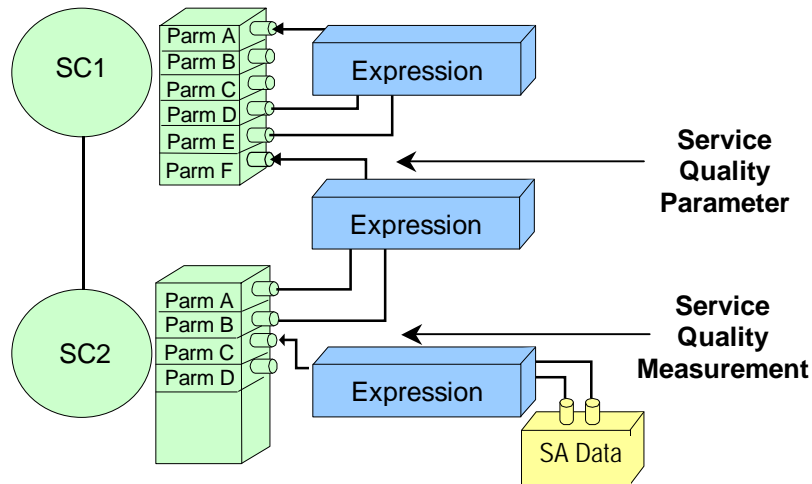 SC1
Parm A
Parm B
Parm C
Parm D
Parm E
Parm F
Expression
Service
Quality
Parameter
Expression
SC2
Parm A
Parm B
Parm C
Parm D
Service
Quality
Measurement
Expression
SA Data